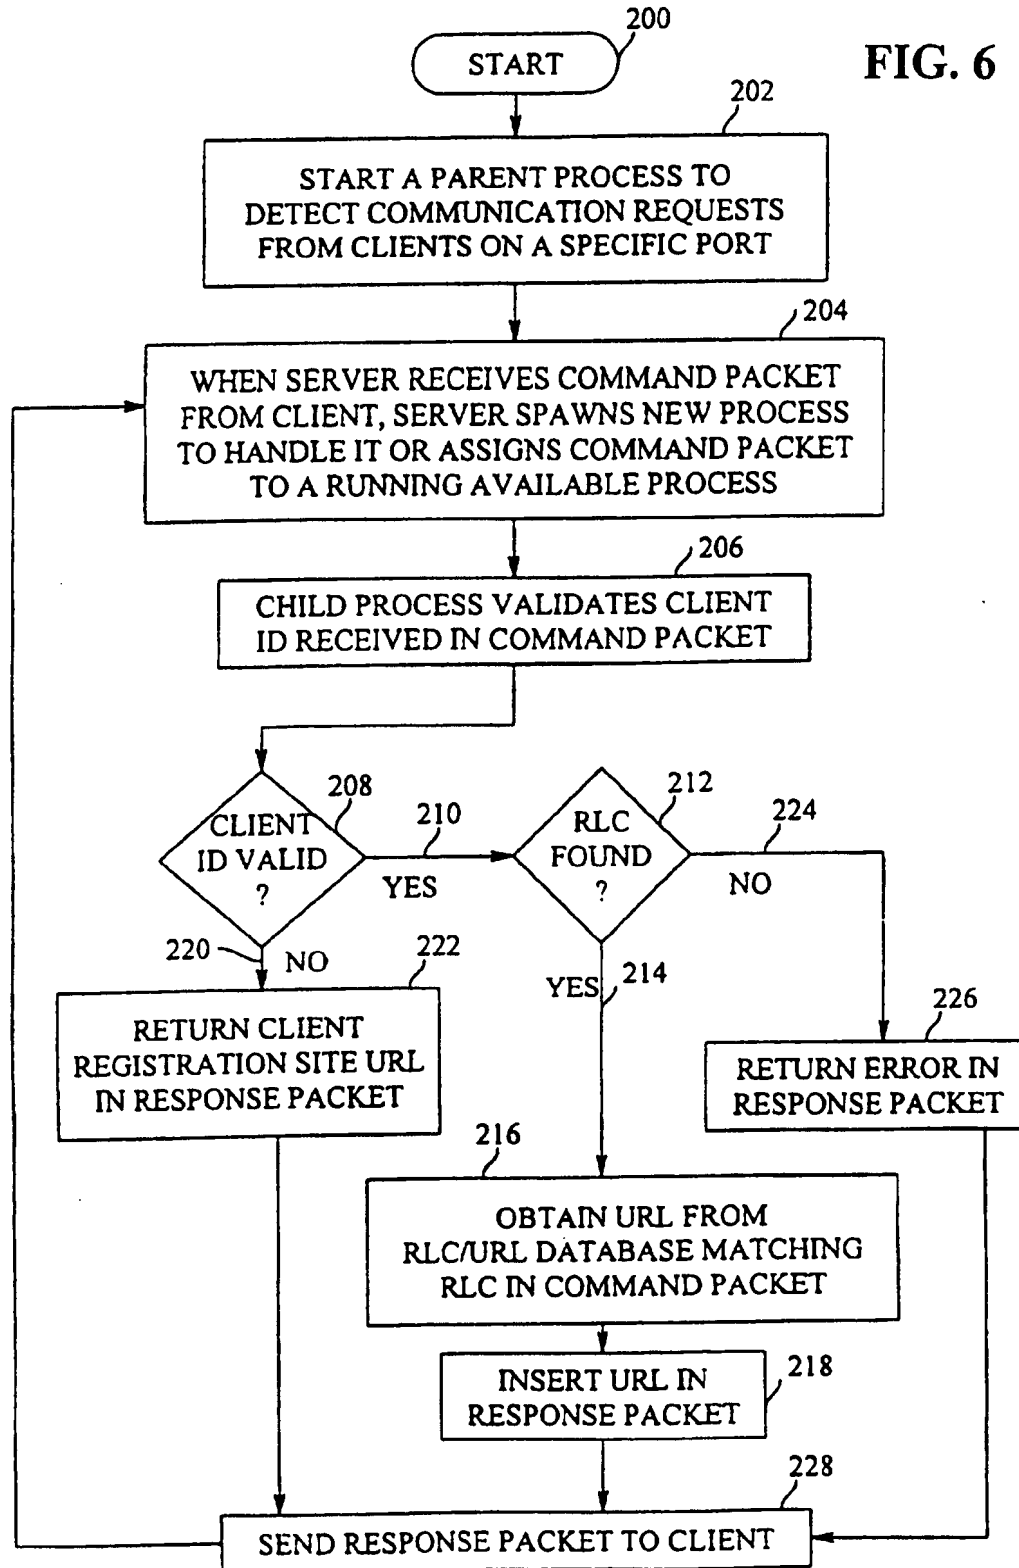 200
START
FIG. 6
202
START A PARENT PROCESS TO
DETECT COMMUNICATION REQUESTS
FROM CLIENTS ON A SPECIFIC PORT
204
WHEN SERVER RECEIVES COMMAND PACKET
FROM CLIENT, SERVER SPAWNS NEW PROCESS
TO HANDLE IT OR ASSIGNS COMMAND PACKET
TO A RUNNING AVAILABLE PROCESS
206
CHILD PROCESS VALIDATES CLIENT
ID RECEIVED IN COMMAND PACKET
208
CLIENT
ID VALID
?
210
YES
212
RLC
FOUND
?
224
NO
220
NO
222
RETURN CLIENT
REGISTRATION SITE URL
IN RESPONSE PACKET
YES
214
226
RETURN ERROR IN
RESPONSE PACKET
216
OBTAIN URL FROM
RLC/URL DATABASE MATCHING
RLC IN COMMAND PACKET
218
INSERT URL IN
RESPONSE PACKET
228
SEND RESPONSE PACKET TO CLIENT